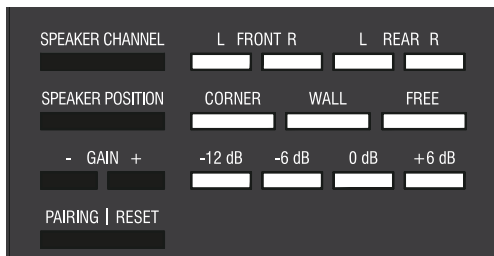 SPEAKER CHANNEL L FRONT R L REAR R
SPEAKER POSITION CORNER WALL FREE
- GAIN + -12 dB -6 dB 0 dB +6 dB
PAIRING | RESET